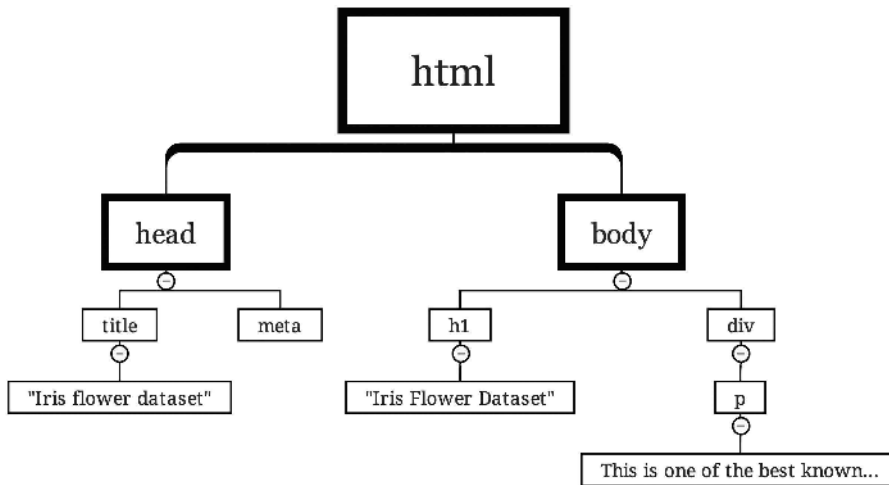 html
head
body
title
meta
h1
div
"Iris flower dataset"
"Iris Flower Dataset"
p
This is one of the best known...